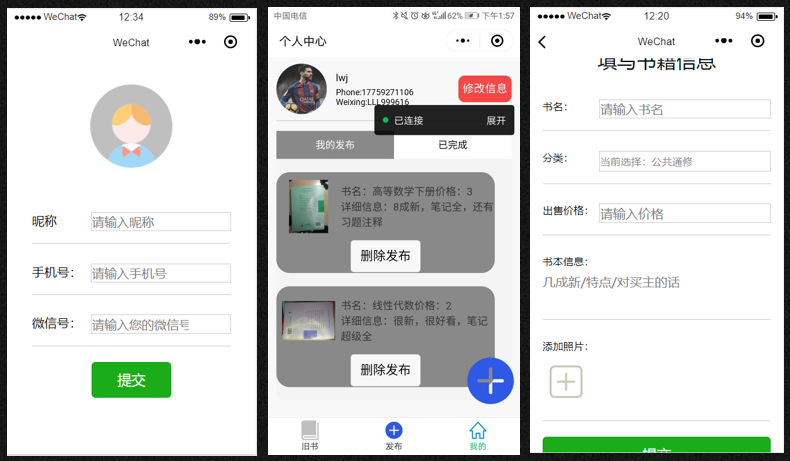 WeChat
12:34
89%
WeChat
昵称
请输入昵称
手机号:
请输入手机号
微信号:
请输入您的微信号
提交
中国电信
62%
下午1:57
个人中心
lwj
Phone:17759271106
Weixing:LLL999616
修改信息
已连接
展开
我的发布
已完成
书名: 高等数学下册价格: 3
详细信息: 8成新, 笔记全, 还有
习题注释
删除发布
书名: 线性代数价格: 2
详细信息: 很新, 很好看, 笔记
超级全
删除发布
旧书
发布
我的
WeChat
12:20
94%
WeChat
填写书籍信息
书名:
请输入书名
分类:
当前选择: 公共通修
出售价格:
请输入价格
书本信息:
几成新/特点/对买主的话
添加照片:
提交